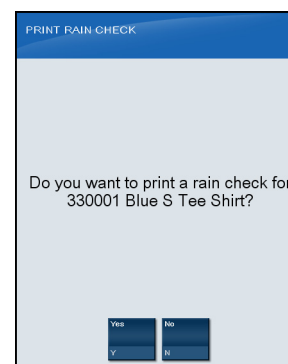 PRINT RAIN CHECK
Do you want to print a rain check for
330001 Blue S Tee Shirt?
Yes No
Y N